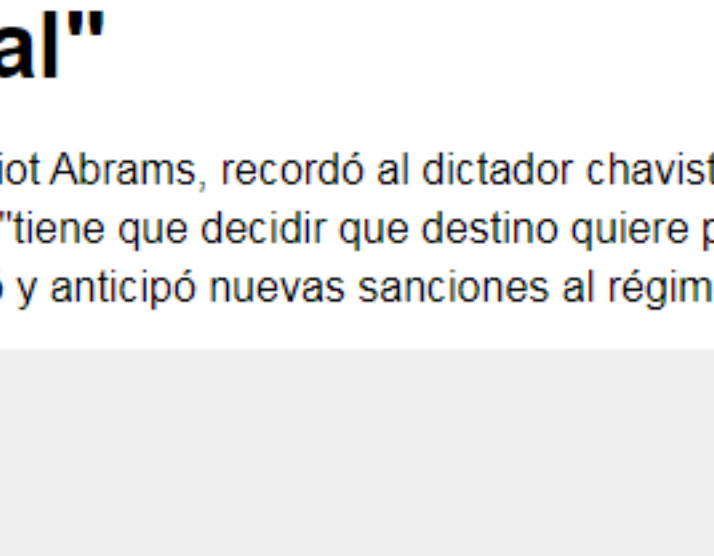 al"
iot Abrams, recordó al dictador chavist
"tiene que decidir que destino quiere p
ó y anticipó nuevas sanciones al régim